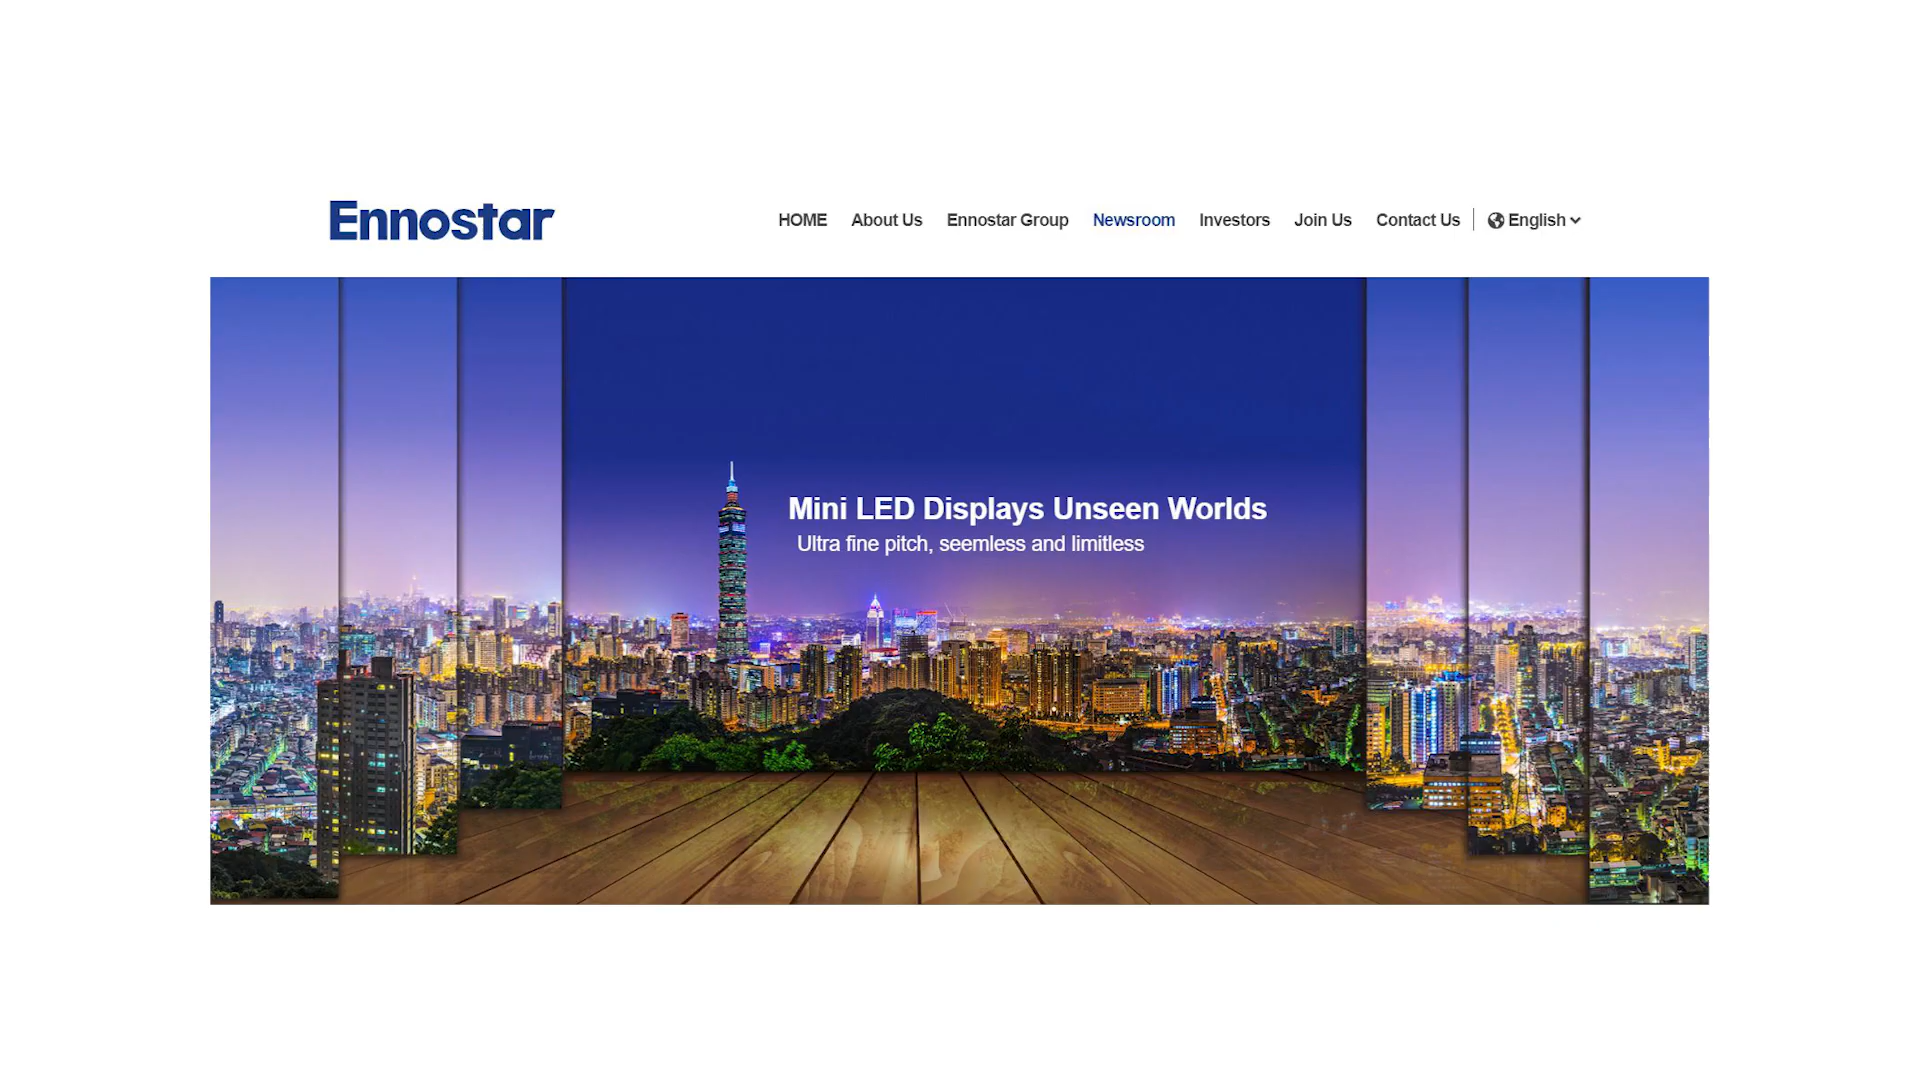 Ennostar
HOME About Us Ennostar Group Newsroom Investors Join Us Contact Us English
Mini LED Displays Unseen Worlds
Ultra fine pitch, seemless and limitless